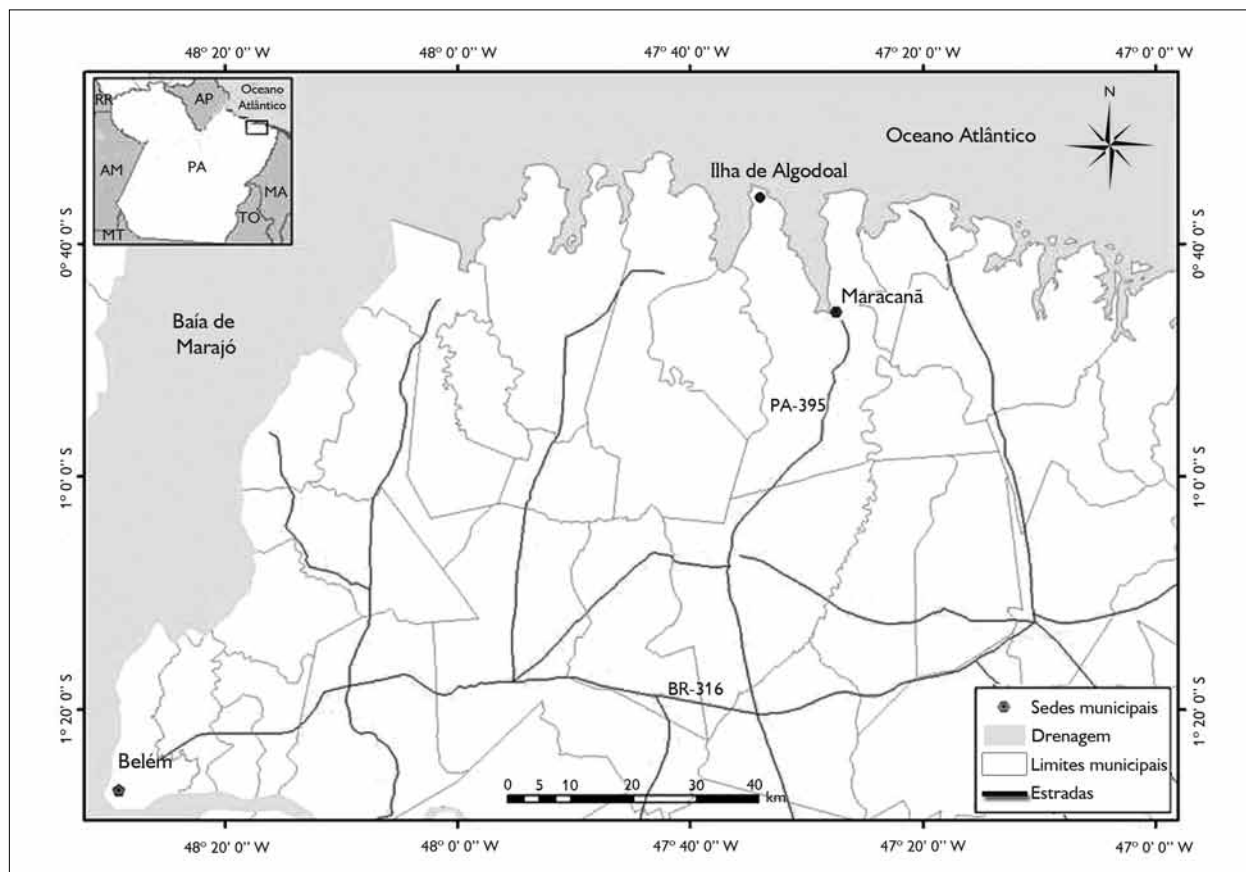 48° 20' 0'' W
48° 0' 0'' W
47° 40' 0'' W
47° 20' 0'' W
47° 0' 0'' W
RR
AP
Oceano
Atlântico
AM
PA
MA
TO
MT
N
Oceano Atlântico
Ilha de Algodoal
0° 40' 0'' S
0° 40' 0'' S
Maracanã
Baía de
Marajó
PA-395
1° 0' 0'' S
1° 0' 0'' S
BR-316
1° 20' 0'' S
1° 20' 0'' S
Belém
Sedes municipais
Drenagem
Limites municipais
Estradas
0 5 10 20 30 40
km
48° 20' 0'' W
48° 0' 0'' W
47° 40' 0'' W
47° 20' 0'' W
47° 0' 0'' W